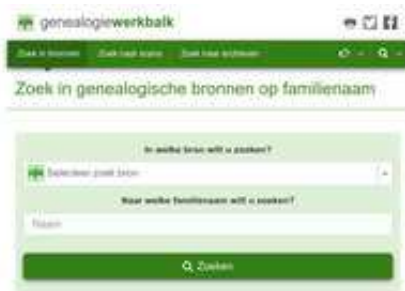 genealogiewerkbalk
Zoek in bronnen Zoek naar scans Zoek naar archieven
Zoek in genealogische bronnen op familienaam
In welke bron wilt u zoeken?
Selecteer zoek bron
Naar welke familienaam wilt u zoeken?
Naam
Zoeken